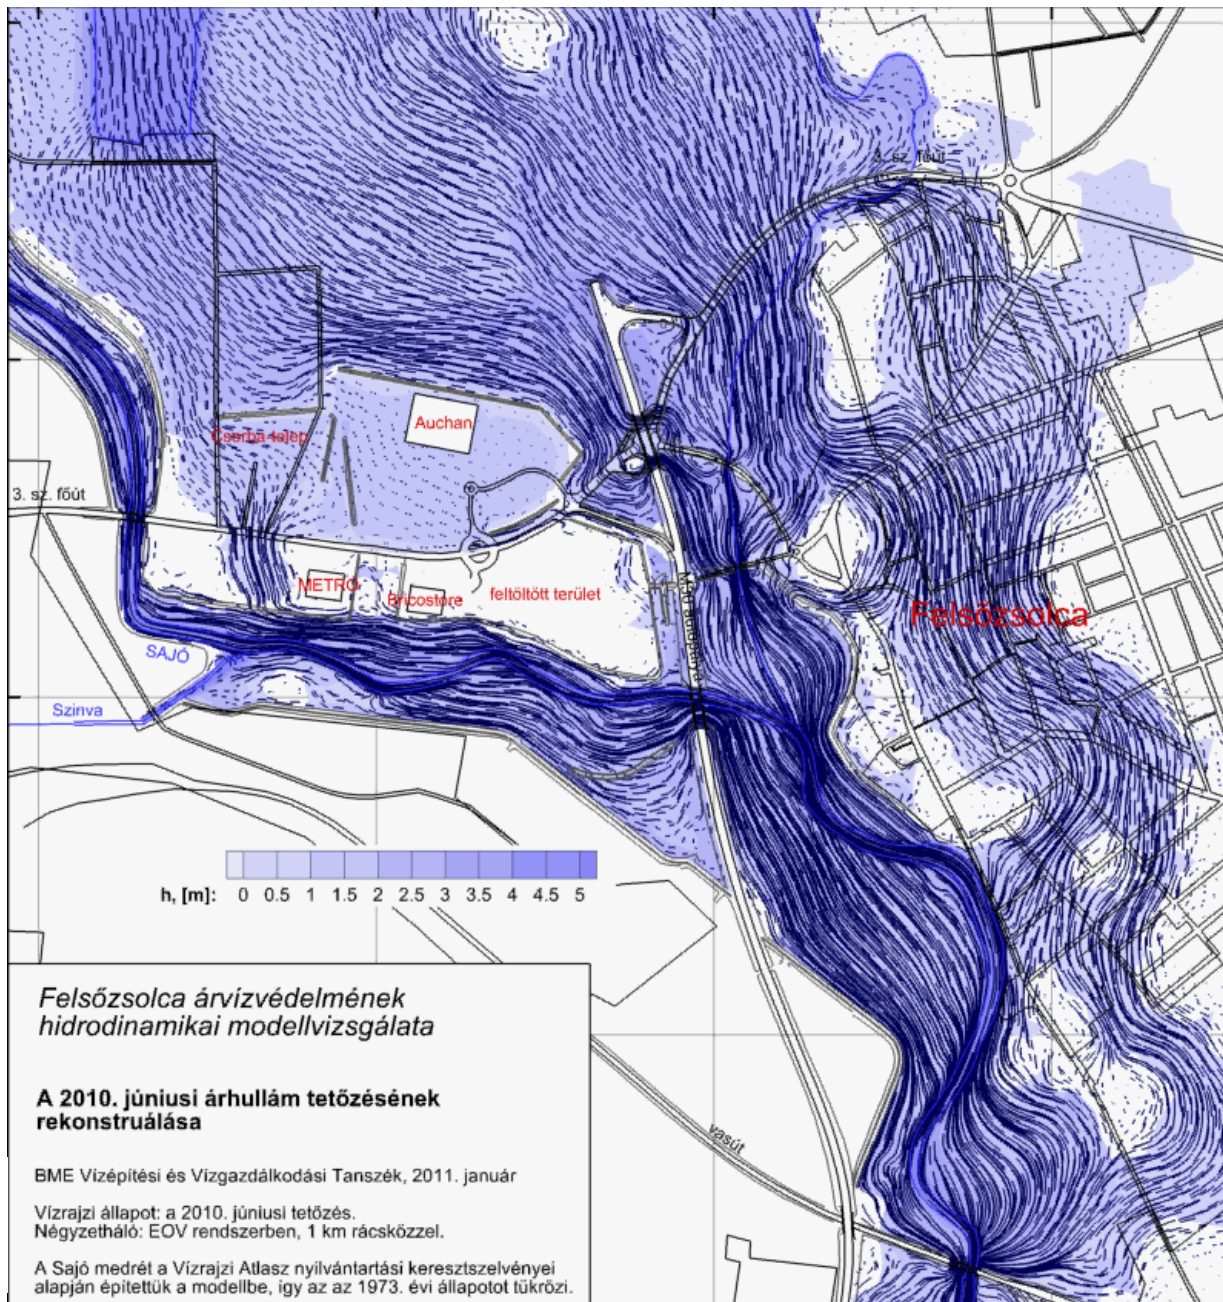 3. sz. főút
Auchan
Cserba-telep
3. sz. főút
METRO
Bricostore
feltöltött terület
M30 autópálya
Felsőzsolca
SAJÓ
Szinva
h, [m]: 0 0.5 1 1.5 2 2.5 3 3.5 4 4.5 5
Felsőzsolca árvízvédelmének
hidrodinamikai modellvizsgálata
A 2010. júniusi árhullám tetőzésének
rekonstruálása
vasút
BME Vízépítési és Vízgazdálkodási Tanszék, 2011. január
Vízrajzi állapot: a 2010. júniusi tetőzés.
Négyzetháló: EOV rendszerben, 1 km rácsközzel.
A Sajó medrét a Vízrajzi Atlasz nyilvántartási keresztszelvényei
alapján építettük a modellbe, így az az 1973. évi állapotot tükrözi.